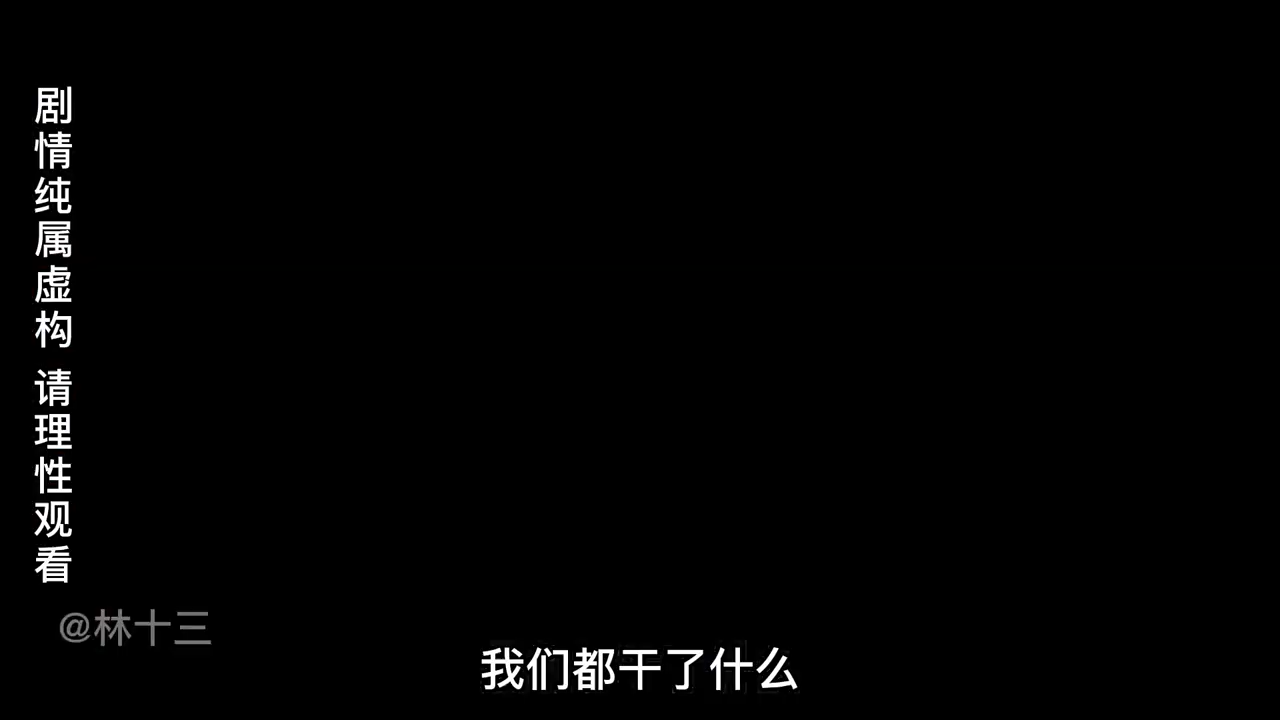 剧情纯属虚构 请理性观看
@林十三
我们都干了什么